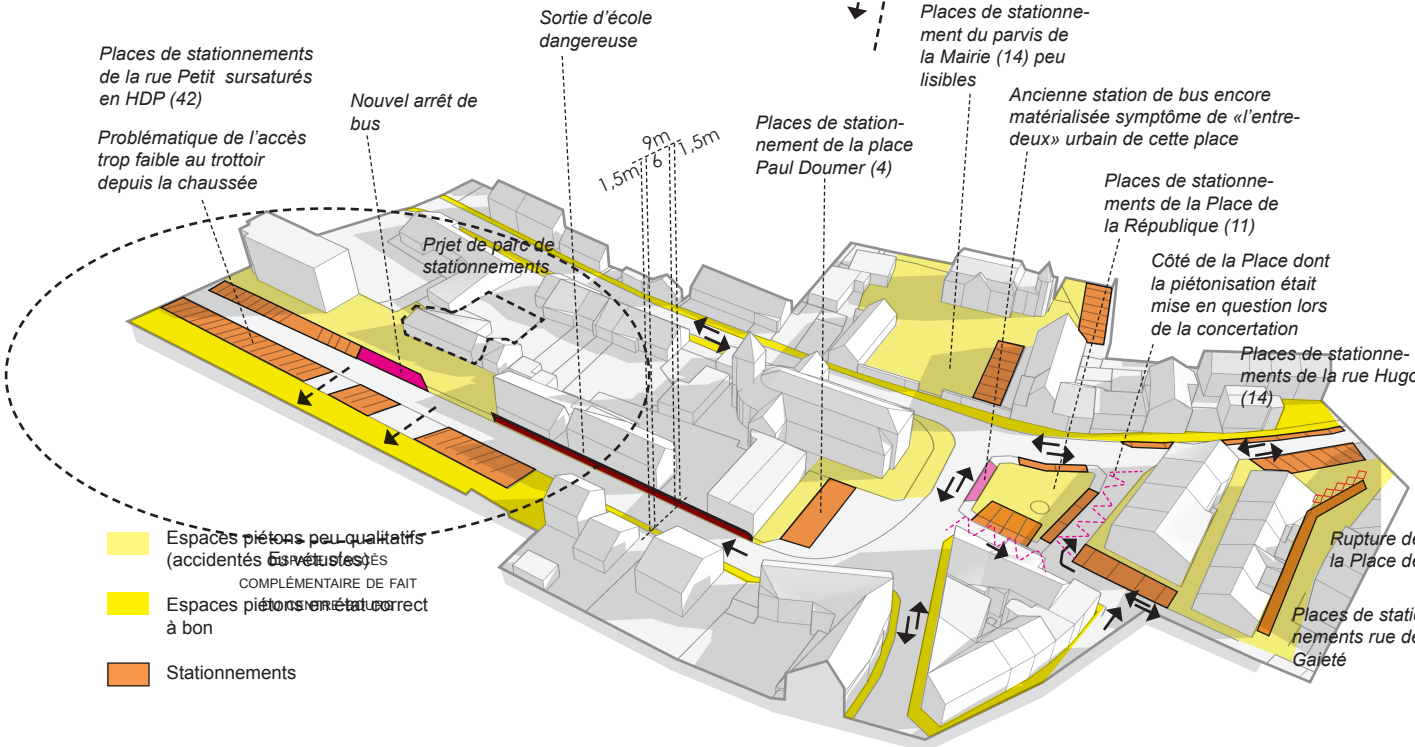 Sortie d'école
dangereuse
Places de stationne-
ment du parvis de
la Mairie (14) peu
lisibles
Places de stationnements
de la rue Petit sursaturés
en HDP (42)
Nouvel arrêt de
bus
Ancienne station de bus encore
matérialisée symptôme de «l'entre-
deux» urbain de cette place
Places de station-
nement de la place
Paul Doumer (4)
Problématique de l'accès
trop faible au trottoir
depuis la chaussée
9m
1,5m
6
1,5m
Places de stationne-
ments de la Place de
la République (11)
Prjet de parc de
stationnements
Côté de la Place dont
la piétonisation était
mise en question lors
de la concertation
Places de stationne-
ments de la rue Hugo
(14)
Rupture de
la Place de
Places de statio
nements rue de
Gaieté
Espaces piétons peu qualitatifs
(accidentés ou vétustes)
COMPLÉMENTAIRE DE FAIT
DU CENTRE-BOURG
Espaces piétons en état correct
à bon
Stationnements